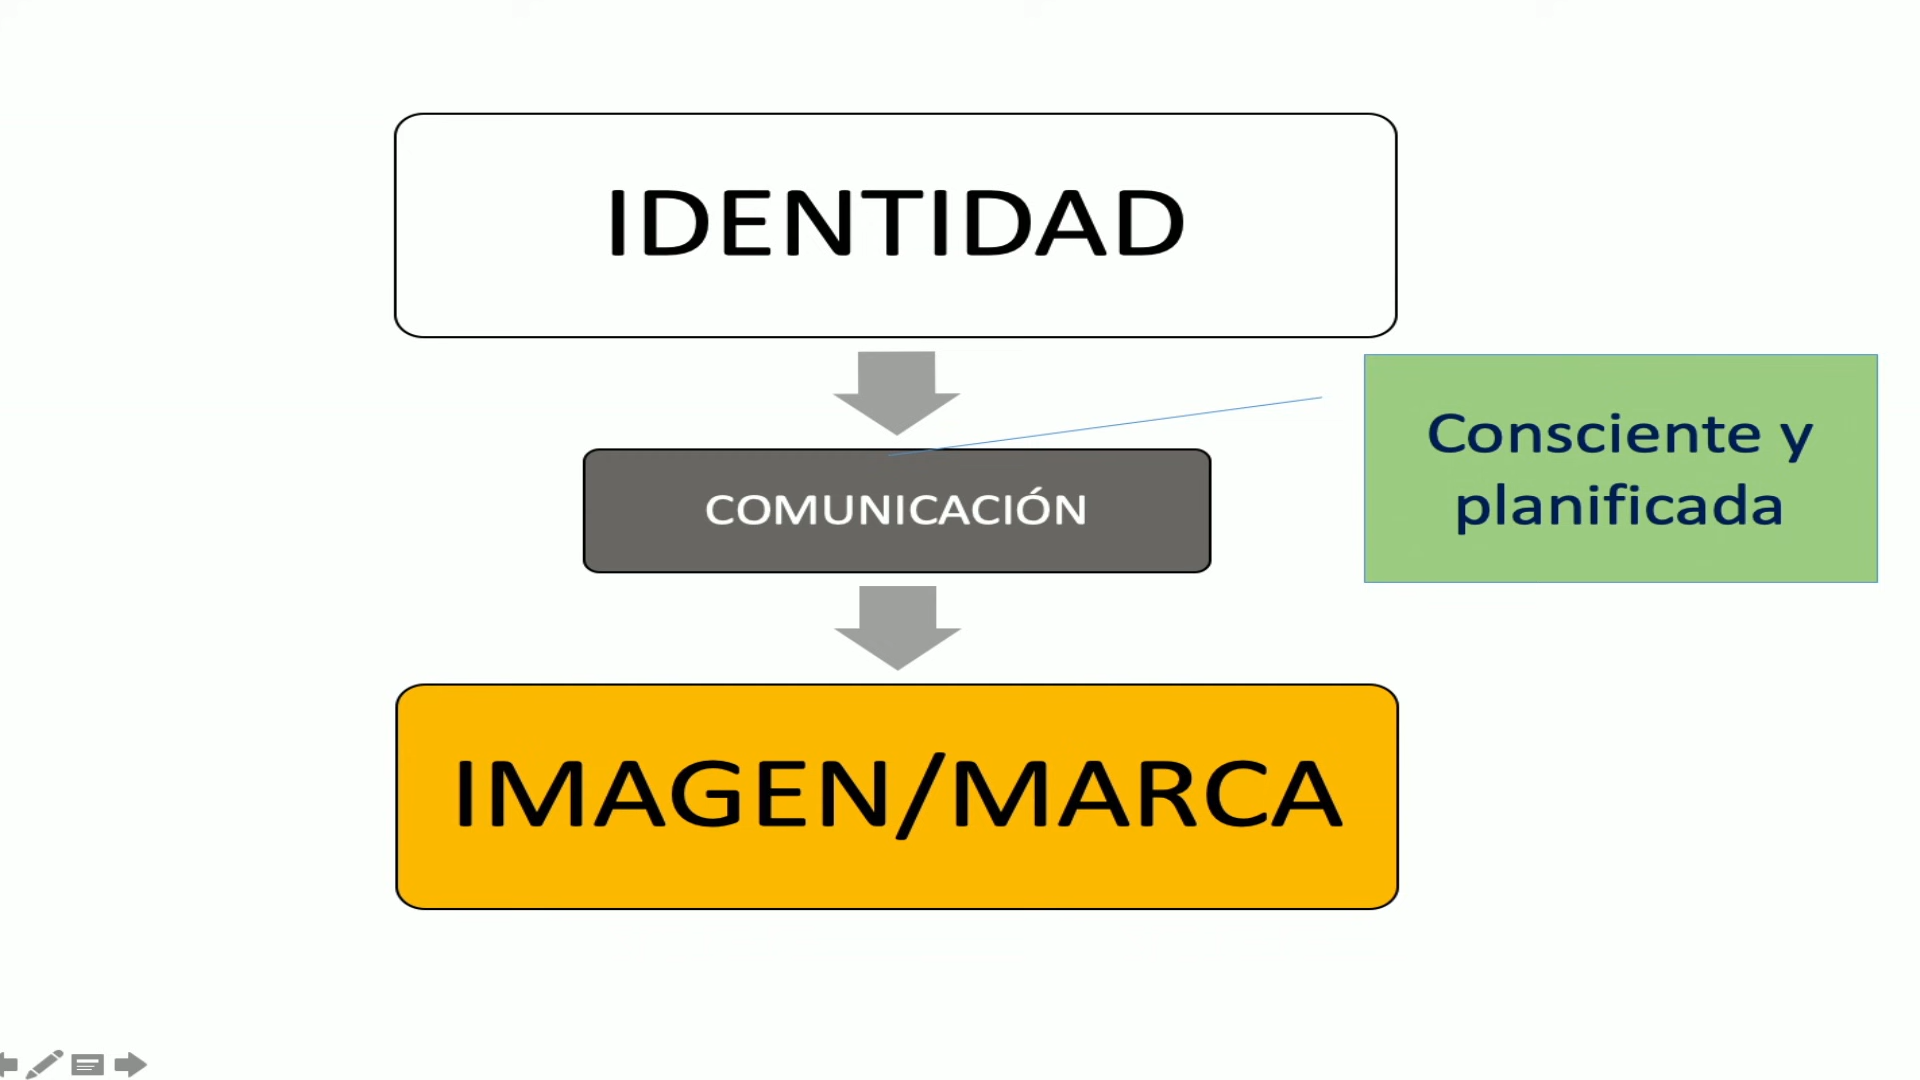 IDENTIDAD
COMUNICACIÓN
Consciente y
planificada
IMAGEN/MARCA